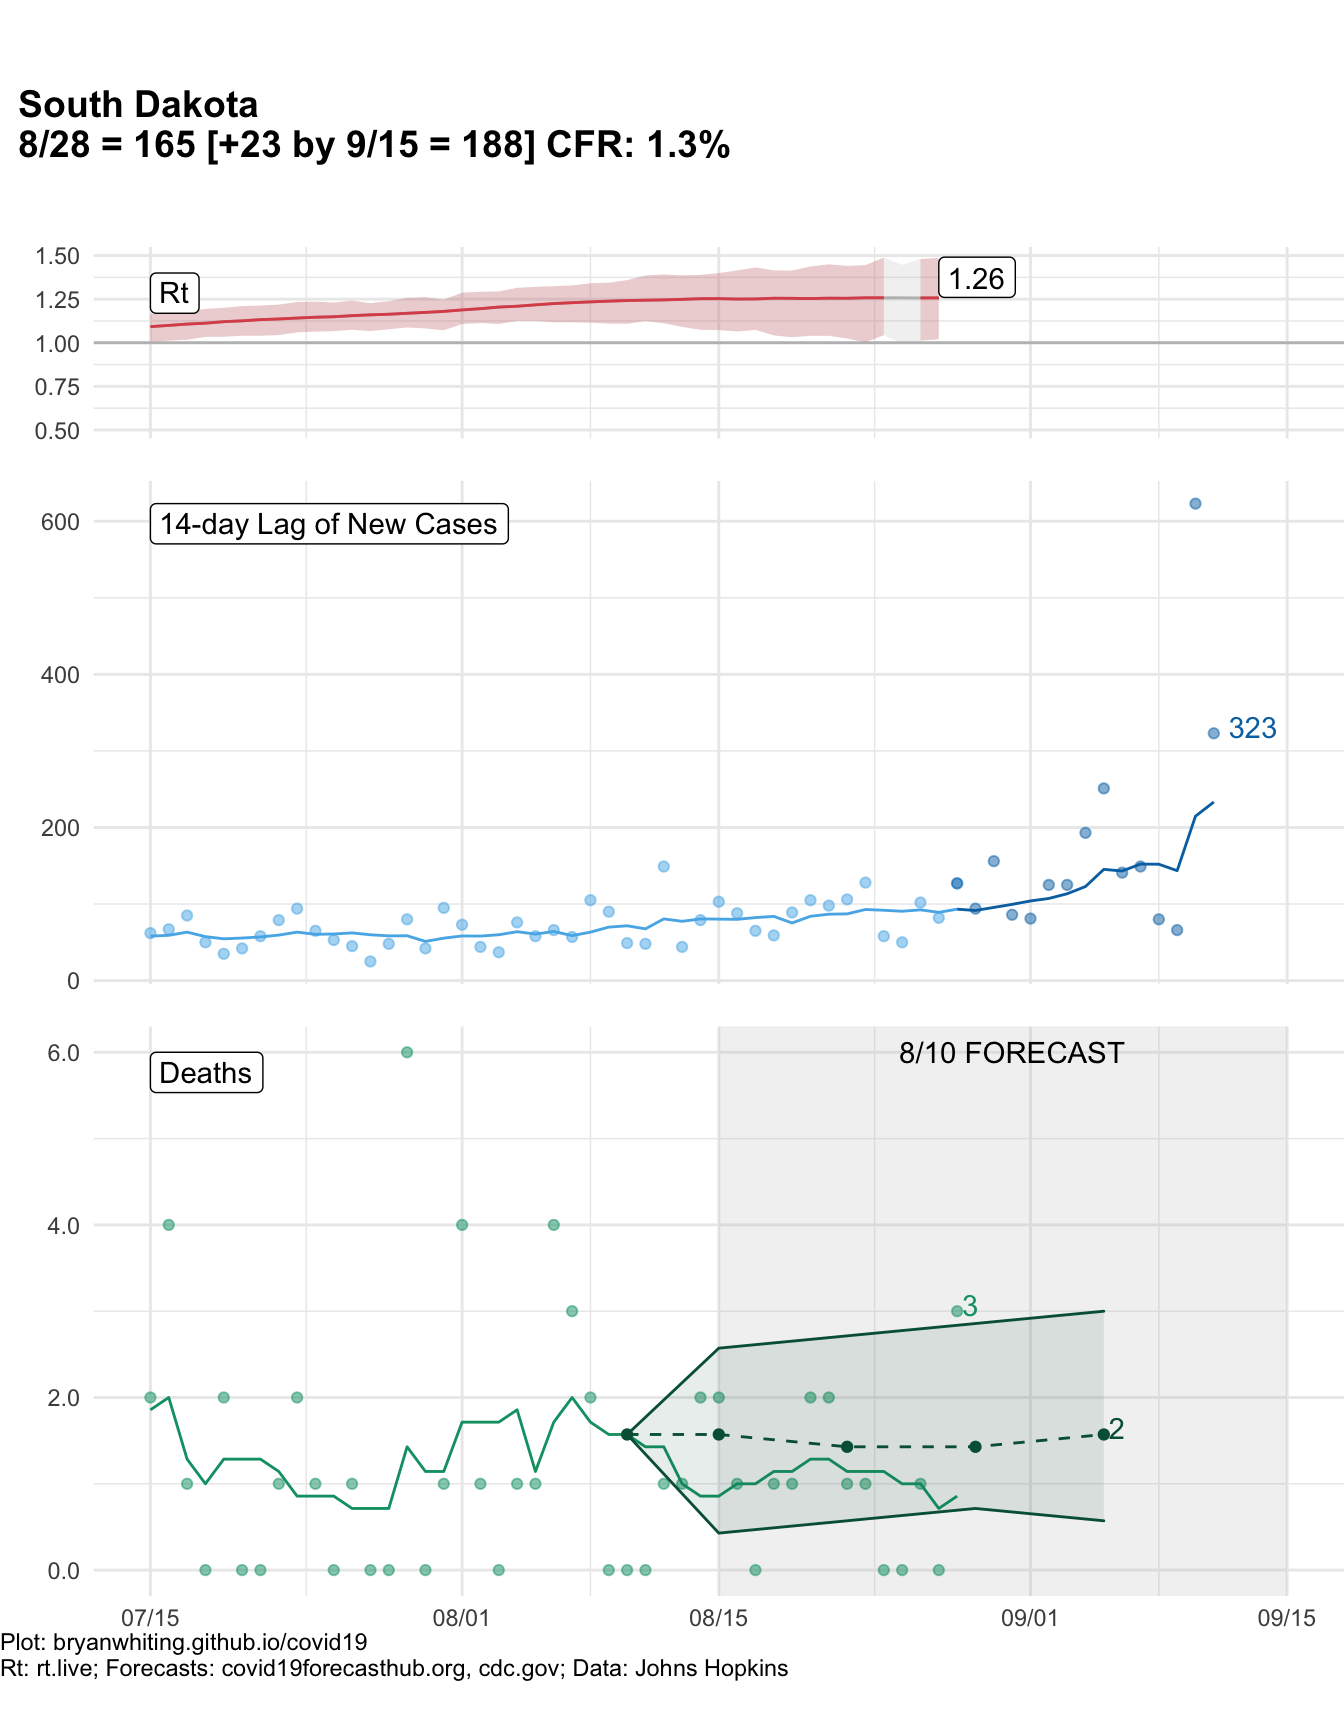 South Dakota
8/28 = 165 [+23 by 9/15 = 188] CFR: 1.3%
1.50
Rt
1.26
1.25
1.00
0.75
0.50
14-day Lag of New Cases
600
400
323
200
0
8/10 FORECAST
6.0
Deaths
4.0
3
2.0
2
0.0
07/15
08/01
08/15
09/01
09/15
Plot: bryanwhiting.github.io/covid19
Rt: rt.live; Forecasts: covid19forecasthub.org, cdc.gov; Data: Johns Hopkins